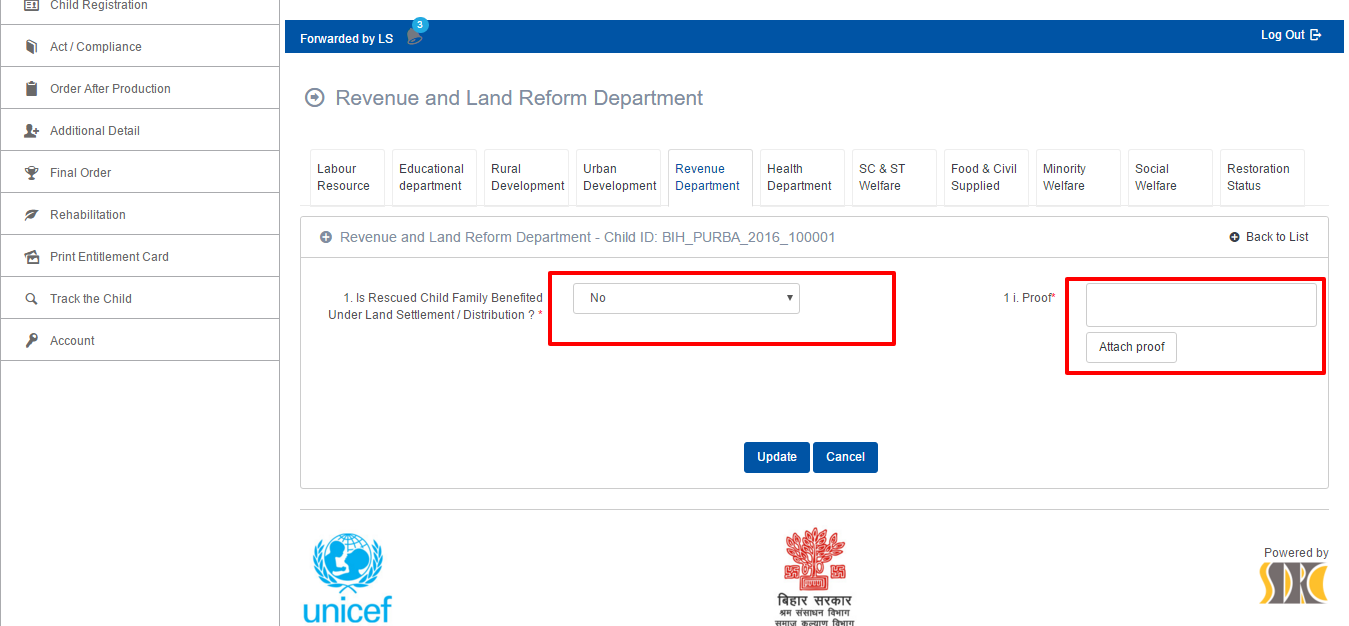 Child Registration
Act / Compliance
Order After Production
Additional Detail
Final Order
Rehabilitation
Print Entitlement Card
Track the Child
Account
Forwarded by LS
3
Log Out
Revenue and Land Reform Department
Labour
Resource
Educational
department
Rural
Development
Urban
Development
Revenue
Department
Health
Department
SC & ST
Welfare
Food & Civil
Supplied
Minority
Welfare
Social
Welfare
Restoration
Status
Revenue and Land Reform Department - Child ID: BIH_PURBA_2016_100001
Back to List
1. Is Rescued Child Family Benefited
Under Land Settlement / Distribution ? *
No
1 i. Proof*
Attach proof
Update
Cancel
unicef
बिहार सरकार
श्रम संसाधन विभाग
समाज कल्याण विभाग
Powered by
SDRC